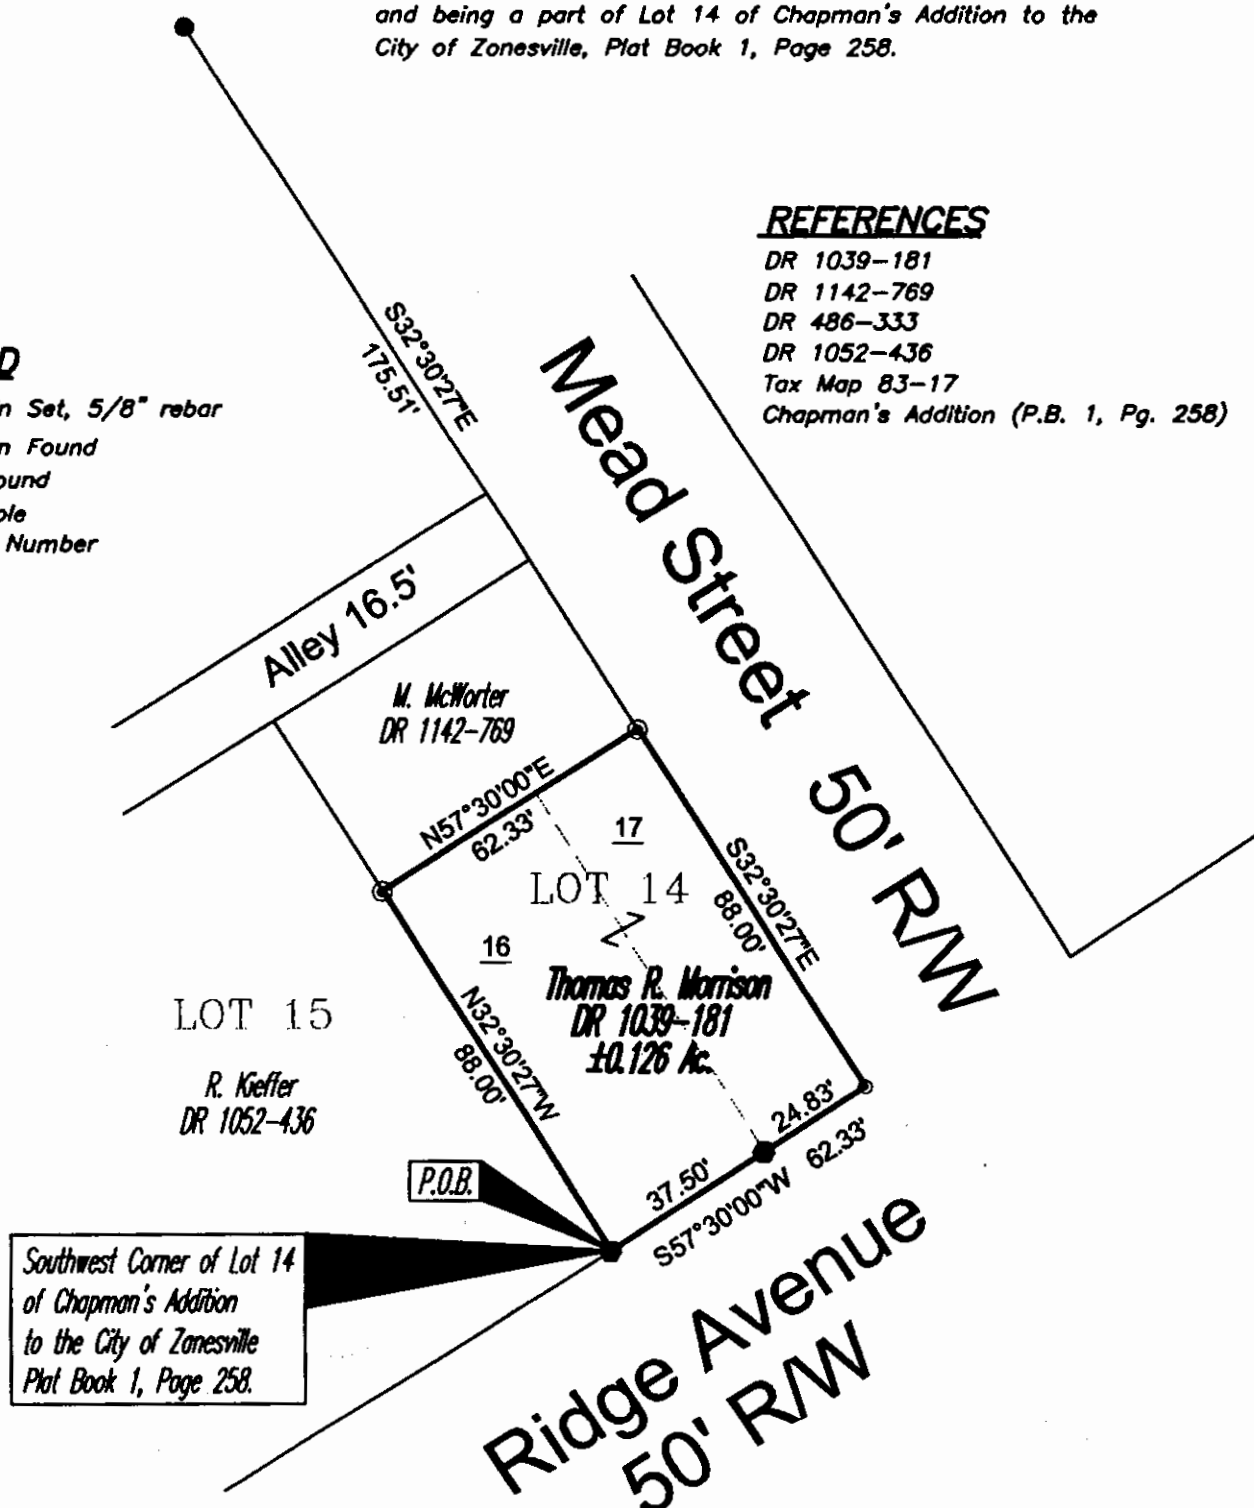 and being a part of Lot 14 of Chapman's Addition to the
City of Zonesville, Plat Book 1, Page 258.
REFERENCES
DR 1039-181
DR 1142-769
DR 486-333
DR 1052-436
Tax Map 83-17
Chapman's Addition (P.B. 1, Pg. 258)
D
n Set, 5/8" rebar
n Found
ound
ole
Number
S32°30'27"E
175.51'
Mead Street 50' R/W
Alley 16.5'
M. McWorter
DR 1142-769
N57°30'00"E
62.33'
17
LOT 14
16
S32°30'27"E
88.00'
Thomas R. Morrison
DR 1039-181
±0.126 Ac.
N32°30'27"W
88.00'
LOT 15
R. Kieffer
DR 1052-436
P.O.B.
24.83'
37.50'
62.33'
S57°30'00"W
Southwest Corner of Lot 14
of Chapman's Addition
to the City of Zanesville
Plat Book 1, Page 258.
Ridge Avenue
50' R/W